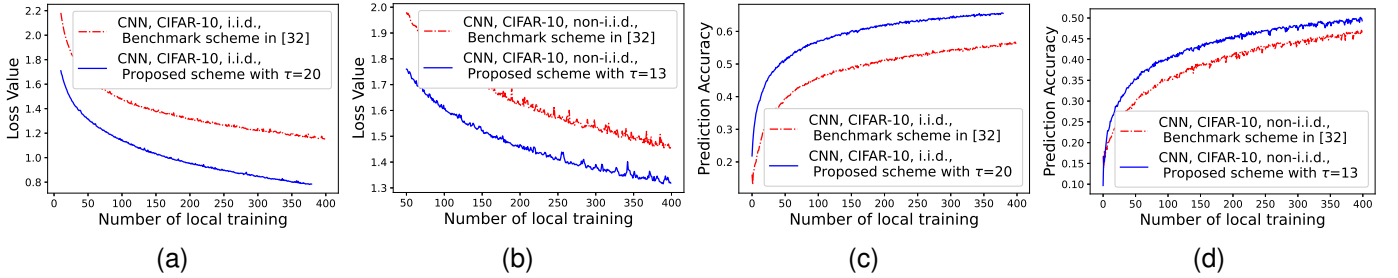 2.2
2.0
1.8
1.6
1.4
1.2
1.0
0.8
Loss Value
CNN, CIFAR-10, i.i.d.,
Benchmark scheme in [32]
CNN, CIFAR-10, i.i.d.,
Proposed scheme with τ=20
0 50 100 150 200 250 300 350 400
Number of local training
(a)
2.0
1.9
1.8
1.7
1.6
1.5
1.4
1.3
Loss Value
CNN, CIFAR-10, non-i.i.d.,
Benchmark scheme in [32]
CNN, CIFAR-10, non-i.i.d.,
Proposed scheme with τ=13
50 100 150 200 250 300 350 400
Number of local training
(b)
0.6
0.5
0.4
0.3
0.2
Prediction Accuracy
CNN, CIFAR-10, i.i.d.,
Benchmark scheme in [32]
CNN, CIFAR-10, i.i.d.,
Proposed scheme with τ=20
0 50 100 150 200 250 300 350 400
Number of local training
(c)
0.50
0.45
0.40
0.35
0.30
0.25
0.20
0.15
0.10
Prediction Accuracy
CNN, CIFAR-10, non-i.i.d.,
Benchmark scheme in [32]
CNN, CIFAR-10, non-i.i.d.,
Proposed scheme with τ=13
0 50 100 150 200 250 300 350 400
Number of local training
(d)